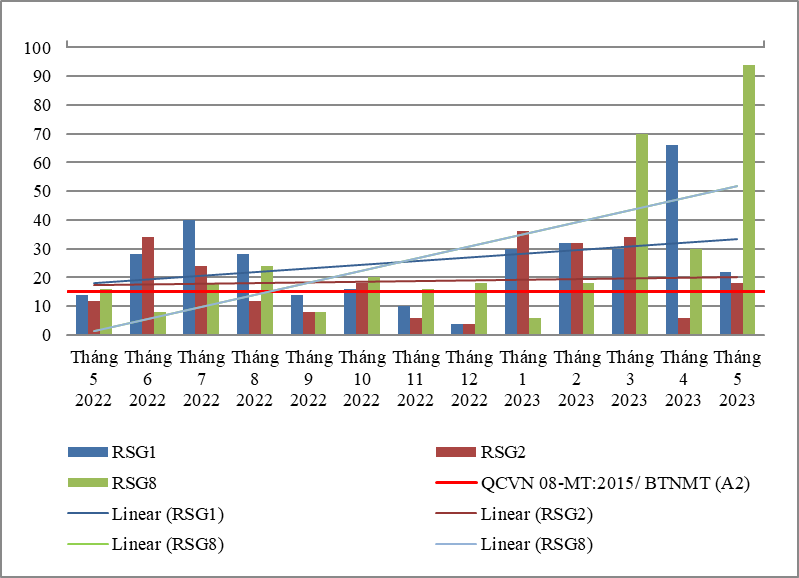 100
90
80
70
60
50
40
30
20
10
0
Tháng Tháng Tháng Tháng Tháng Tháng Tháng Tháng Tháng Tháng Tháng Tháng Tháng
5 6 7 8 9 10 11 12 1 2 3 4 5
2022 2022 2022 2022 2022 2022 2022 2022 2023 2023 2023 2023 2023
RSG1 RSG2
RSG8 QCVN 08-MT:2015/ BTNMT (A2)
Linear (RSG1) Linear (RSG2)
Linear (RSG8) Linear (RSG8)